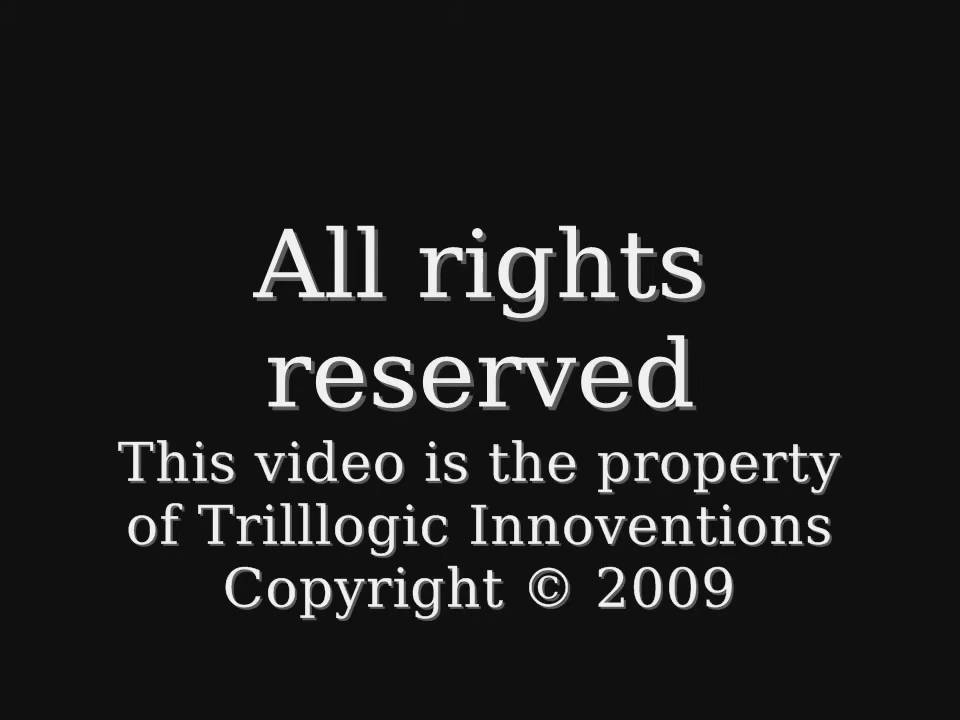 All rights
reserved
This video is the property
of Trilllogic Innoventions
Copyright © 2009